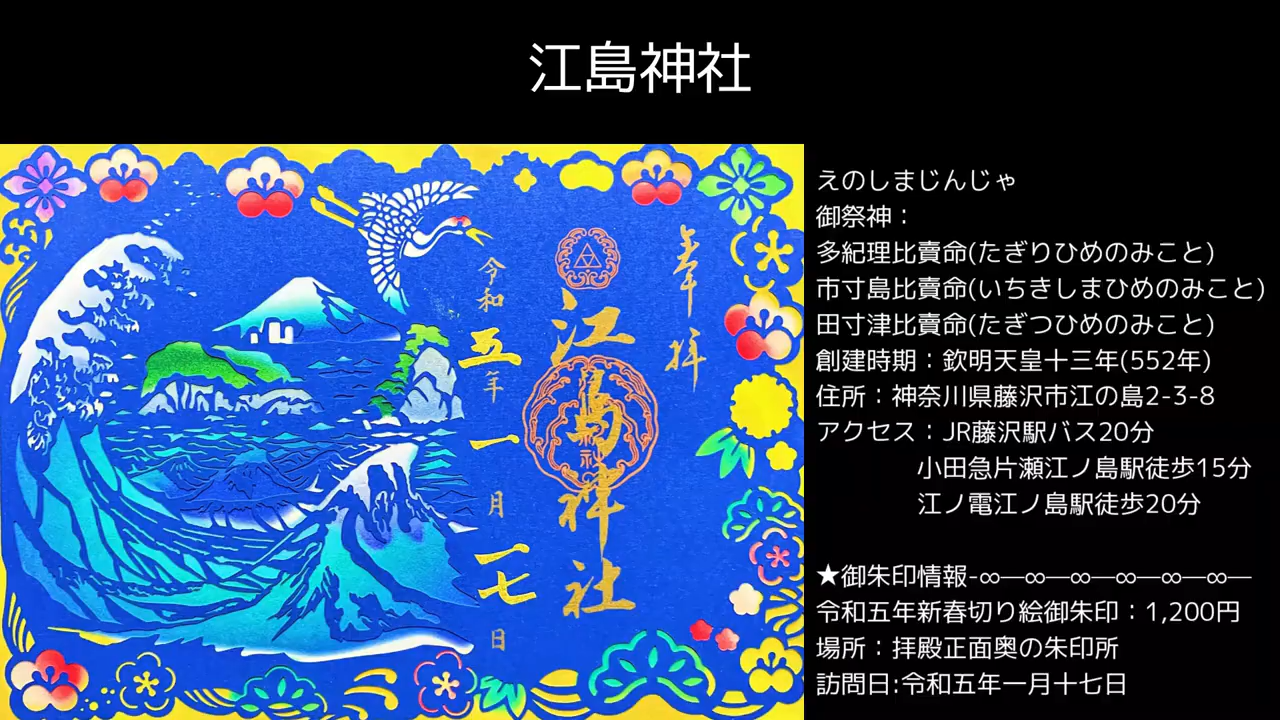 江島神社
奉拝
江島神社
令和五年一月一七日
えのしまじんじゃ
御祭神：
多紀理比賣命(たぎりひめのみこと)
市寸島比賣命(いちきしまひめのみこと)
田寸津比賣命(たぎつひめのみこと)
創建時期：欽明天皇十三年(552年)
住所：神奈川県藤沢市江の島2-3-8
アクセス：JR藤沢駅バス20分
小田急片瀬江ノ島駅徒歩15分
江ノ電江ノ島駅徒歩20分
★御朱印情報-∞—∞—∞—∞—∞—∞—
令和五年新春切り絵御朱印：1,200円
場所：拝殿正面奥の朱印所
訪問日:令和五年一月十七日